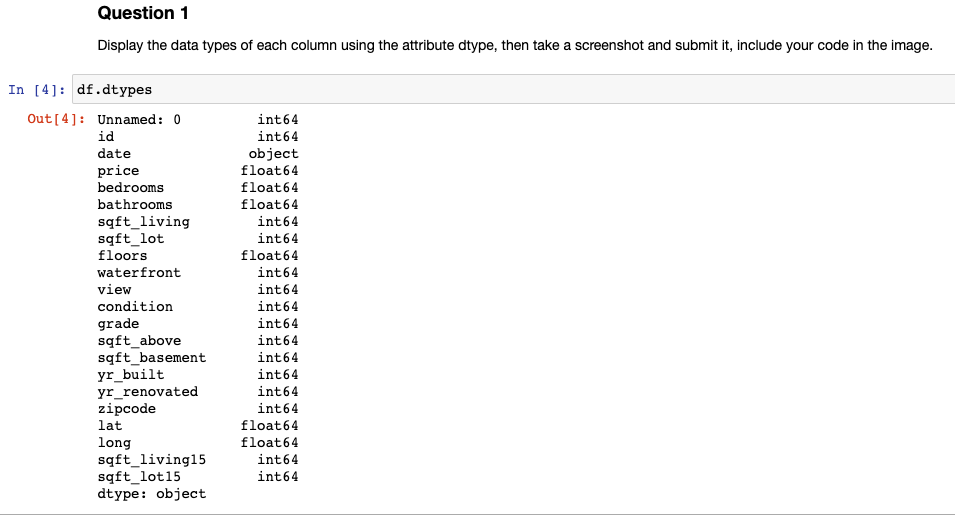 Question 1
Display the data types of each column using the attribute dtype, then take a screenshot and submit it, include your code in the image.
In [4]: df.dtypes
Out[4]: Unnamed: 0 int64
id int64
date object
price float64
bedrooms float64
bathrooms float64
sqft_living int64
sqft_lot int64
floors float64
waterfront int64
view int64
condition int64
grade int64
sqft_above int64
sqft_basement int64
yr_built int64
yr_renovated int64
zipcode int64
lat float64
long float64
sqft_living15 int64
sqft_lot15 int64
dtype: object